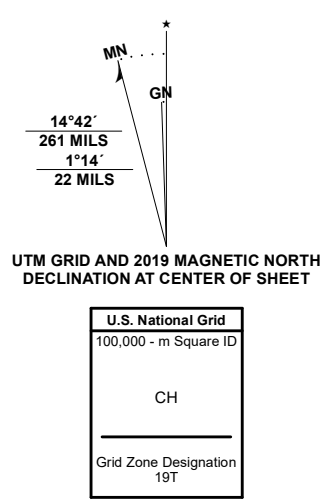 ★
MN
GN
14°42´
261 MILS
1°14´
22 MILS
UTM GRID AND 2019 MAGNETIC NORTH
DECLINATION AT CENTER OF SHEET
U.S. National Grid
100,000 - m Square ID
CH
Grid Zone Designation
19T